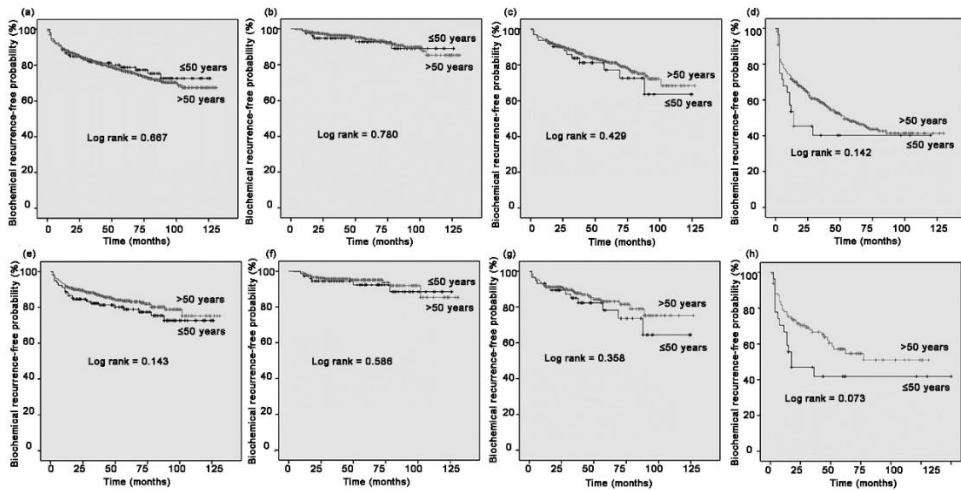 (a)
Biochemical recurrence-free probability (%)
100
80
60
40
20
0
≤50 years
>50 years
Log rank = 0.667
0 25 50 75 100 125
Time (months)
(b)
Biochemical recurrence-free probability (%)
100
80
60
40
20
0
≤50 years
>50 years
Log rank = 0.780
0 25 50 75 100 125
Time (months)
(c)
Biochemical recurrence-free probability (%)
100
80
60
40
20
0
>50 years
≤50 years
Log rank = 0.429
0 25 50 75 100 125
Time (months)
(d)
Biochemical recurrence-free probability (%)
100
80
60
40
20
0
>50 years
≤50 years
Log rank = 0.142
0 25 50 75 100 125
Time (months)
(e)
Biochemical recurrence-free probability (%)
100
80
60
40
20
0
>50 years
≤50 years
Log rank = 0.143
0 25 50 75 100 125
Time (months)
(f)
Biochemical recurrence-free probability (%)
100
80
60
40
20
0
≤50 years
>50 years
Log rank = 0.586
0 25 50 75 100 125
Time (months)
(g)
Biochemical recurrence-free probability (%)
100
80
60
40
20
0
>50 years
≤50 years
Log rank = 0.358
0 25 50 75 100 125
Time (months)
(h)
Biochemical recurrence-free probability (%)
100
80
60
40
20
0
>50 years
≤50 years
Log rank = 0.073
0 25 50 75 100 125
Time (months)